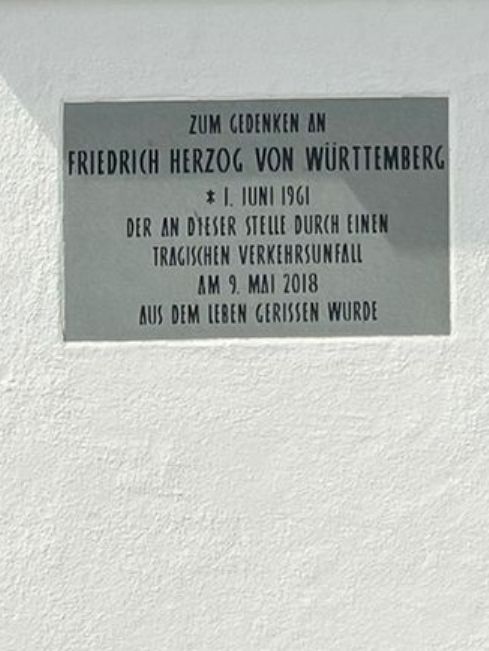 ZUM GEDENKEN AN
FRIEDRICH HERZOG VON WÜRTTEMBERG
* 1. JUNI 1961
DER AN DIESER STELLE DURCH EINEN
TRAGISCHEN VERKEHRSUNFALL
AM 9. MAI 2018
AUS DEM LEBEN GERISSEN WURDE